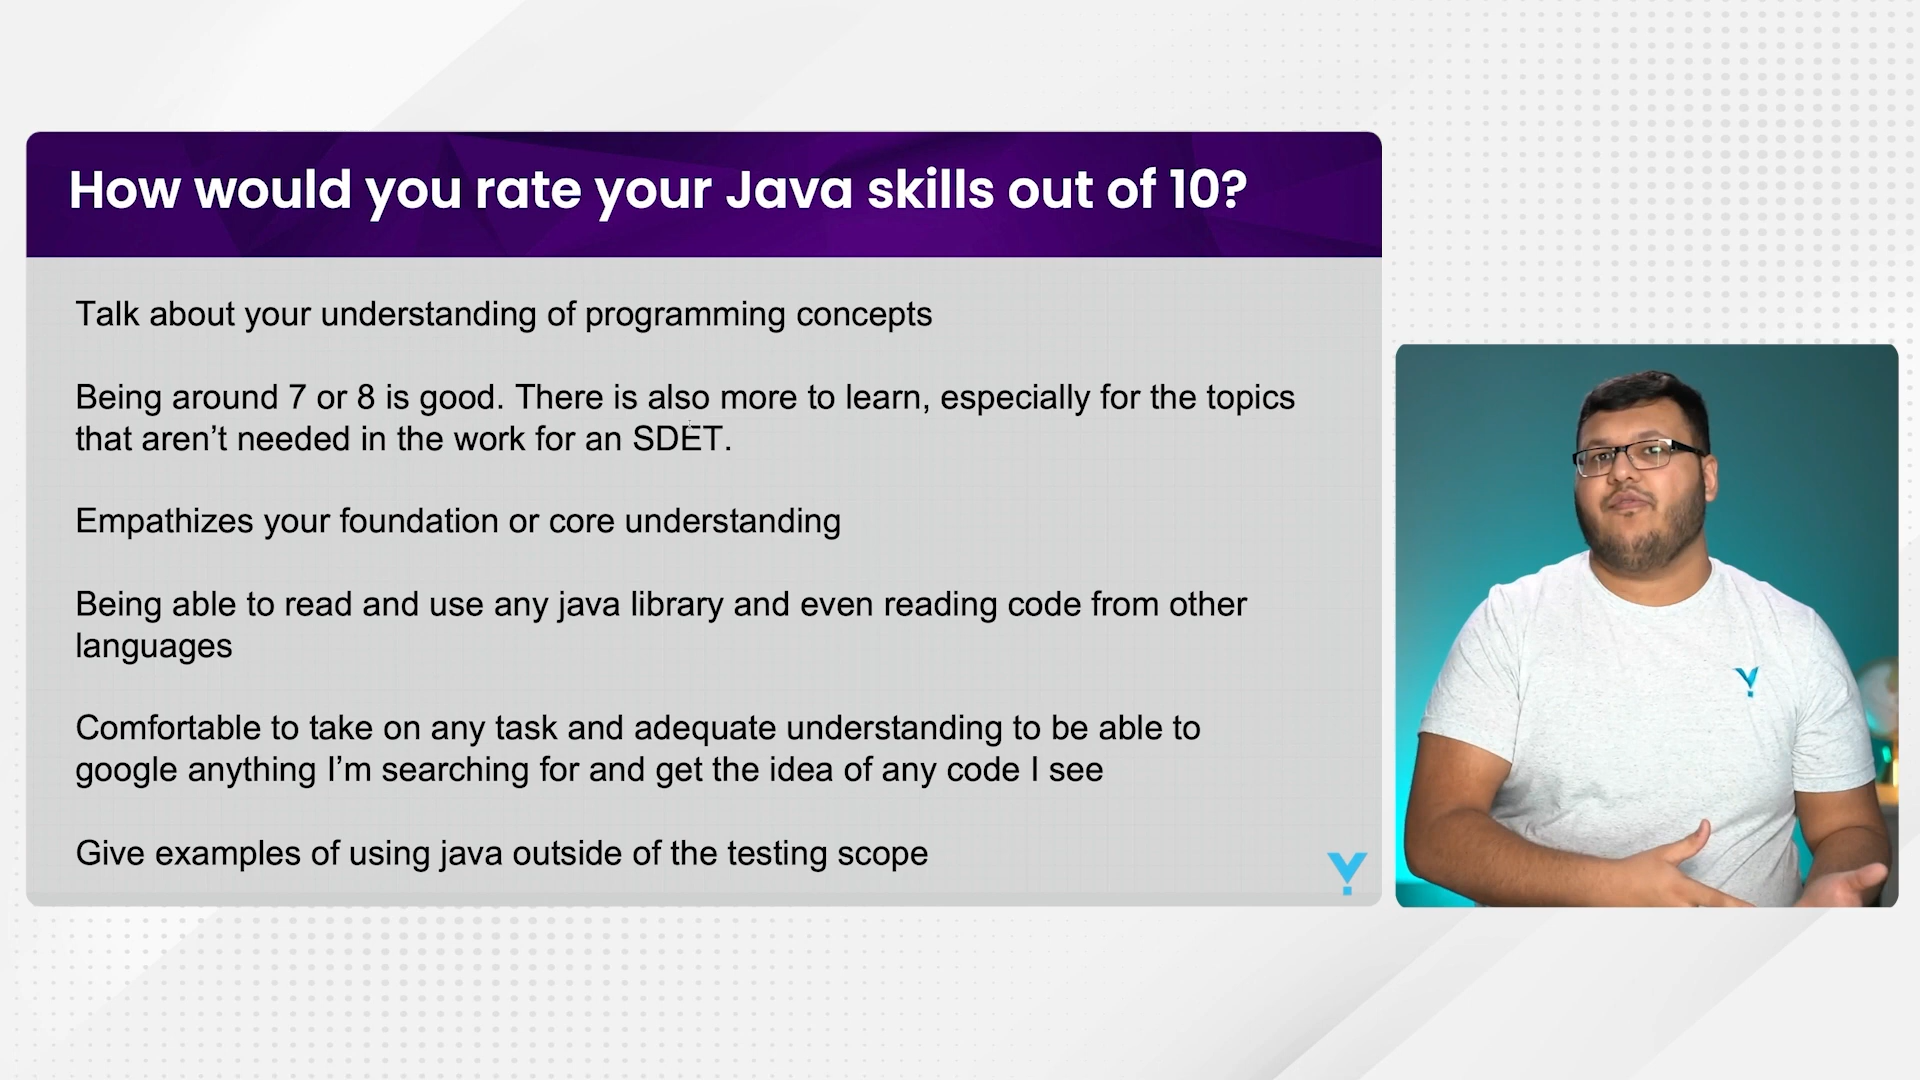 How would you rate your Java skills out of 10?
Talk about your understanding of programming concepts
Being around 7 or 8 is good. There is also more to learn, especially for the topics
that aren’t needed in the work for an SDET.
Empathizes your foundation or core understanding
Being able to read and use any java library and even reading code from other
languages
Comfortable to take on any task and adequate understanding to be able to
google anything I’m searching for and get the idea of any code I see
Give examples of using java outside of the testing scope